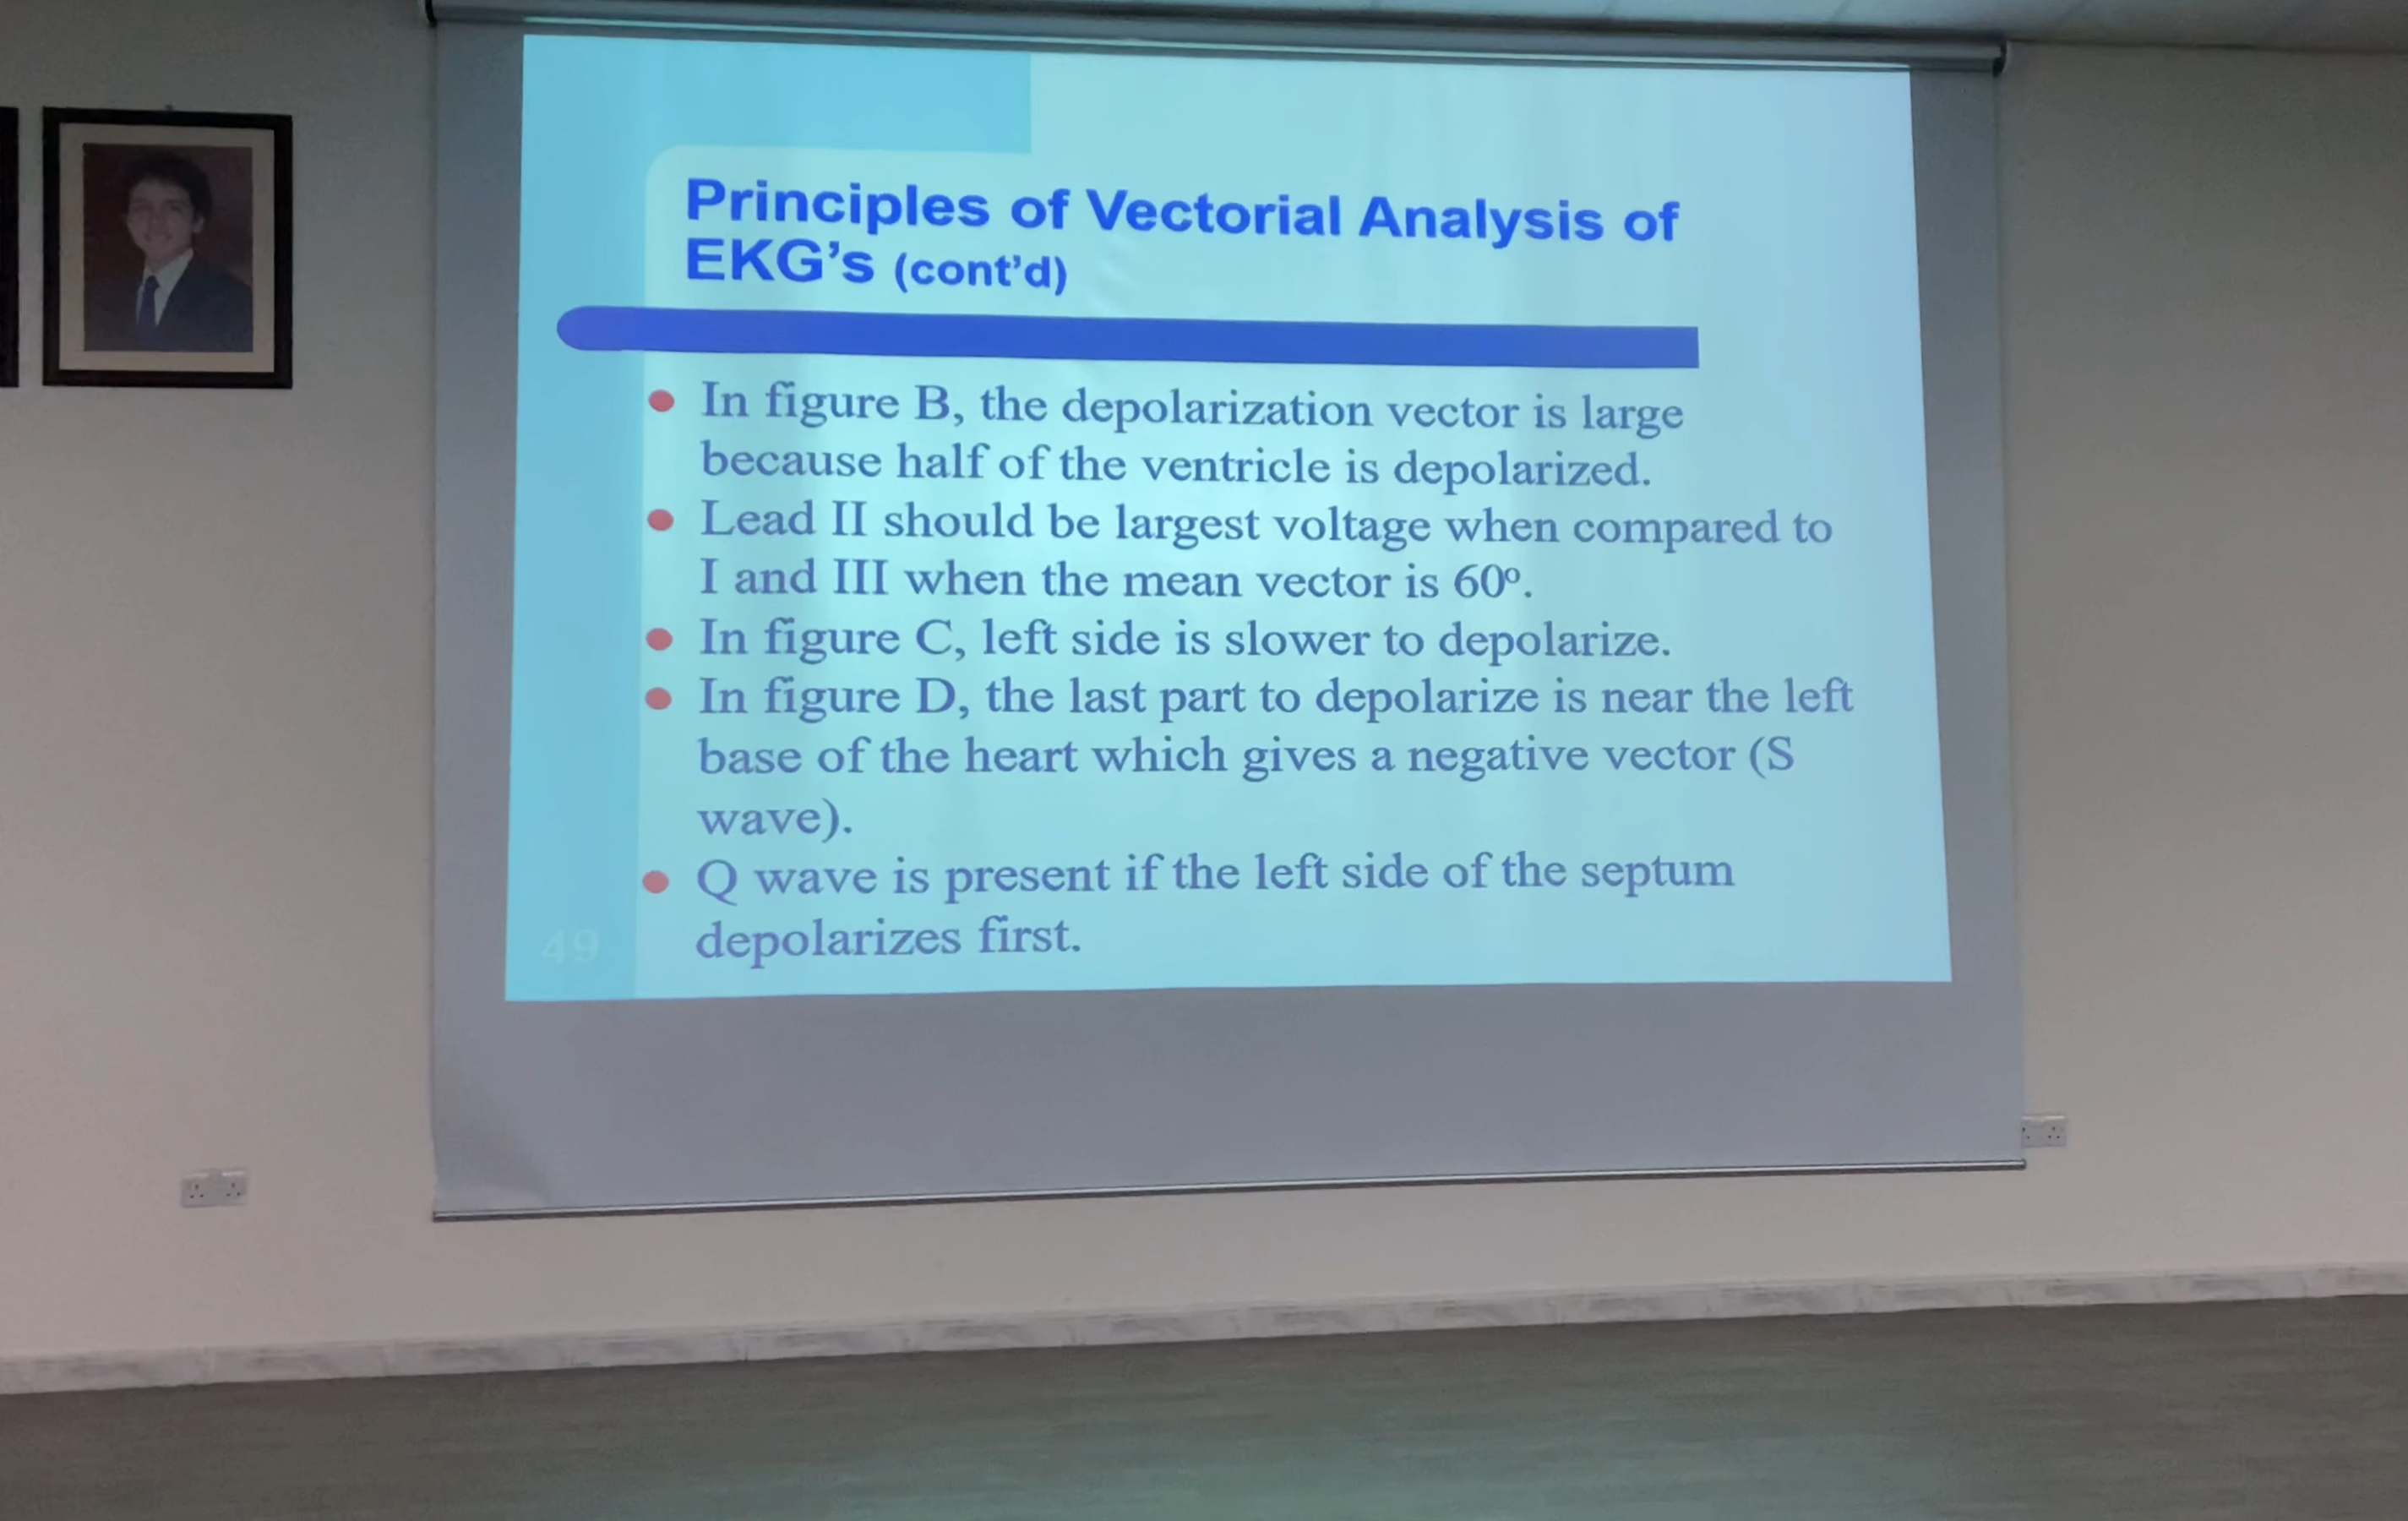 Principles of Vectorial Analysis of
EKG's (cont'd)
• In figure B, the depolarization vector is large
because half of the ventricle is depolarized.
• Lead II should be largest voltage when compared to
I and III when the mean vector is 60º.
• In figure C, left side is slower to depolarize.
• In figure D, the last part to depolarize is near the left
base of the heart which gives a negative vector (S
wave).
• Q wave is present if the left side of the septum
depolarizes first.
49